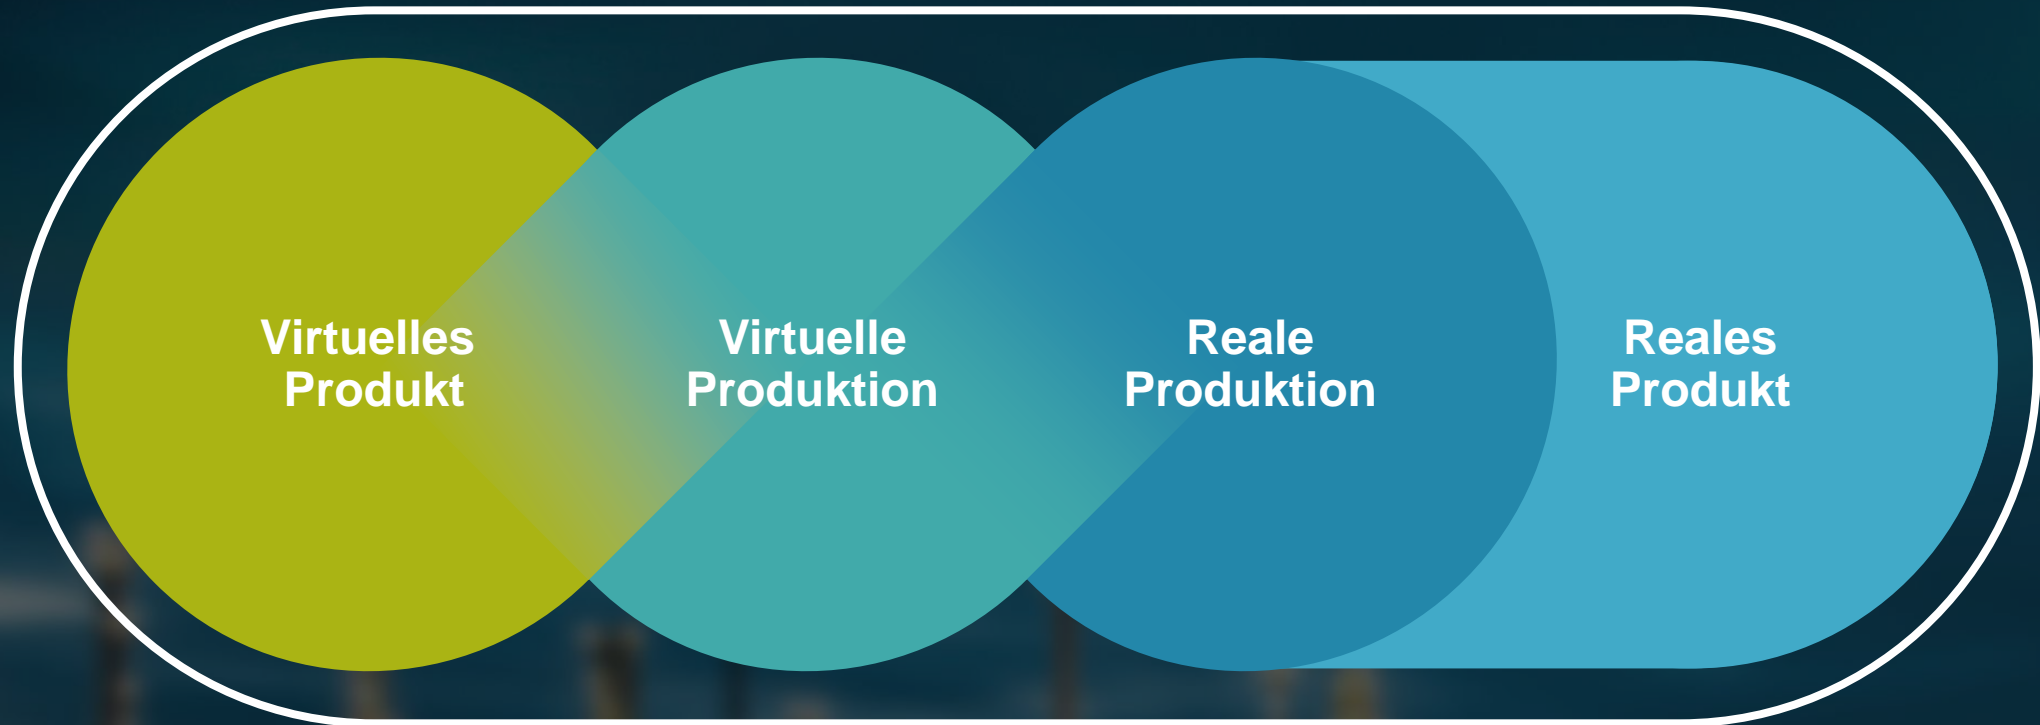 Virtuelles
Produkt
Virtuelle
Produktion
Reale
Produktion
Reales
Produkt